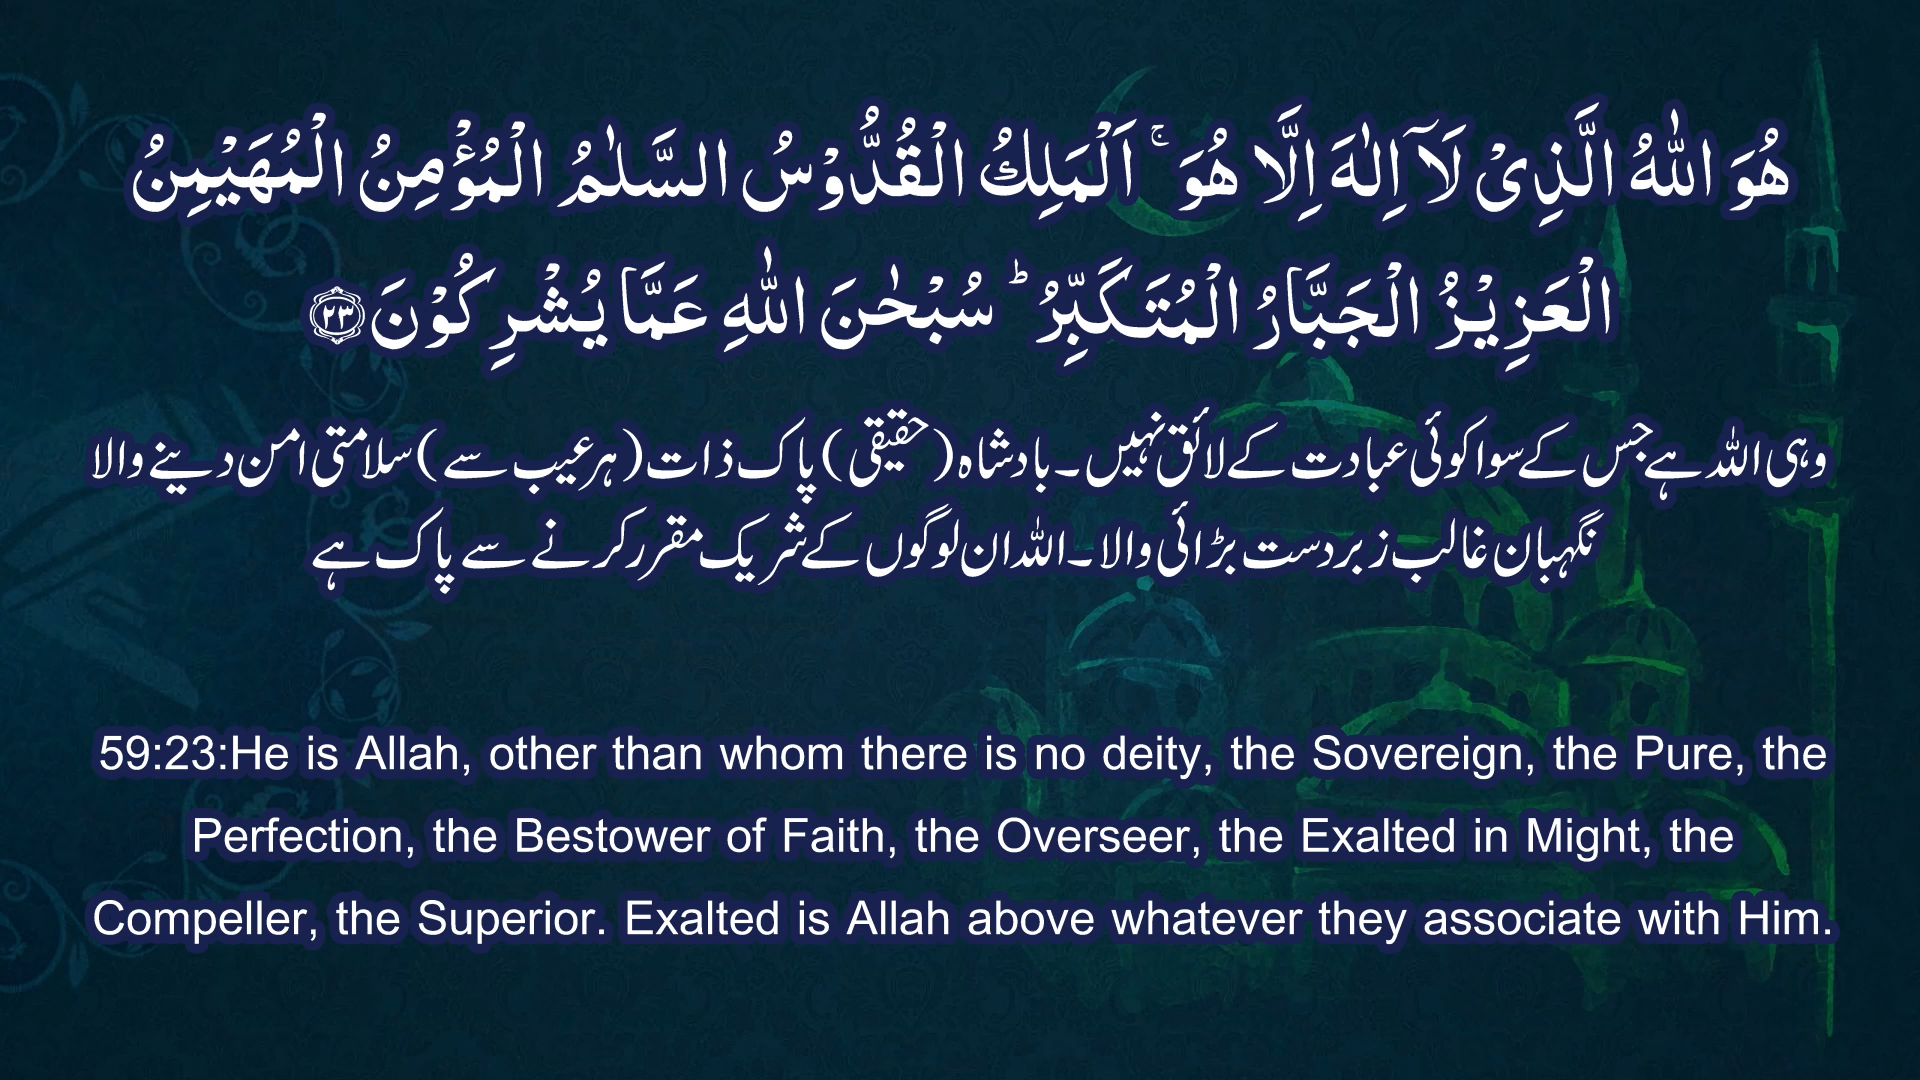 هُوَ اللّٰهُ الَّذِیْ لَاۤ اِلٰهَ اِلَّا هُوَ ۚ اَلْمَلِكُ الْقُدُّوْسُ السَّلٰمُ الْمُؤْمِنُ الْمُهَیْمِنُ
الْعَزِیْزُ الْجَبَّارُ الْمُتَكَبِّرُ ؕ سُبْحٰنَ اللّٰهِ عَمَّا یُشْرِكُوْنَ ﴿۲۳﴾
وہی اللہ ہے جس کے سوا کوئی عبادت کے لائق نہیں۔ بادشاہ (حقیقی) پاک ذات (ہر عیب سے) سلامتی امن دینے والا
نگہبان غالب زبردست بڑائی والا۔ اللہ ان لوگوں کے شریک مقرر کرنے سے پاک ہے
59:23:He is Allah, other than whom there is no deity, the Sovereign, the Pure, the
Perfection, the Bestower of Faith, the Overseer, the Exalted in Might, the
Compeller, the Superior. Exalted is Allah above whatever they associate with Him.